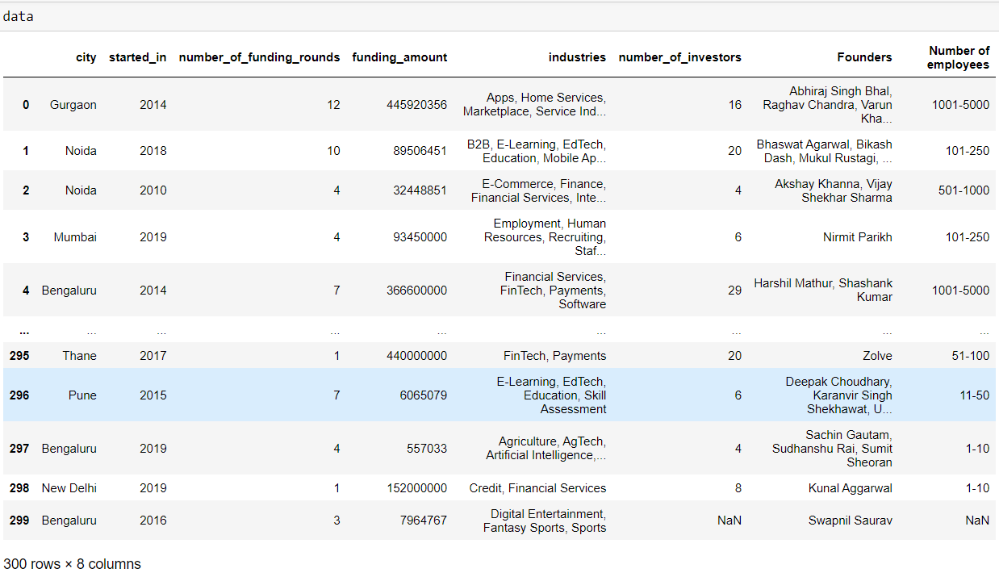 data
city started_in number_of_funding_rounds funding_amount industries number_of_investors Founders Number of employees
0 Gurgaon 2014 12 445920356 Apps, Home Services, Marketplace, Service Ind... 16 Abhiraj Singh Bhal, Raghav Chandra, Varun Kha... 1001-5000
1 Noida 2018 10 89506451 B2B, E-Learning, EdTech, Education, Mobile Ap... 20 Bhaswat Agarwal, Bikash Dash, Mukul Rustagi, ... 101-250
2 Noida 2010 4 32448851 E-Commerce, Finance, Financial Services, Inte... 4 Akshay Khanna, Vijay Shekhar Sharma 501-1000
3 Mumbai 2019 4 93450000 Employment, Human Resources, Recruiting, Staf... 6 Nirmit Parikh 101-250
4 Bengaluru 2014 7 366600000 Financial Services, FinTech, Payments, Software 29 Harshil Mathur, Shashank Kumar 1001-5000
... ... ... ... ... ... ... ... ...
295 Thane 2017 1 440000000 FinTech, Payments 20 Zolve 51-100
296 Pune 2015 7 6065079 E-Learning, EdTech, Education, Skill Assessment 6 Deepak Choudhary, Karanvir Singh Shekhawat, U... 11-50
297 Bengaluru 2019 4 557033 Agriculture, AgTech, Artificial Intelligence,... 4 Sachin Gautam, Sudhanshu Rai, Sumit Sheoran 1-10
298 New Delhi 2019 1 152000000 Credit, Financial Services 8 Kunal Aggarwal 1-10
299 Bengaluru 2016 3 7964767 Digital Entertainment, Fantasy Sports, Sports NaN Swapnil Saurav NaN
300 rows × 8 columns